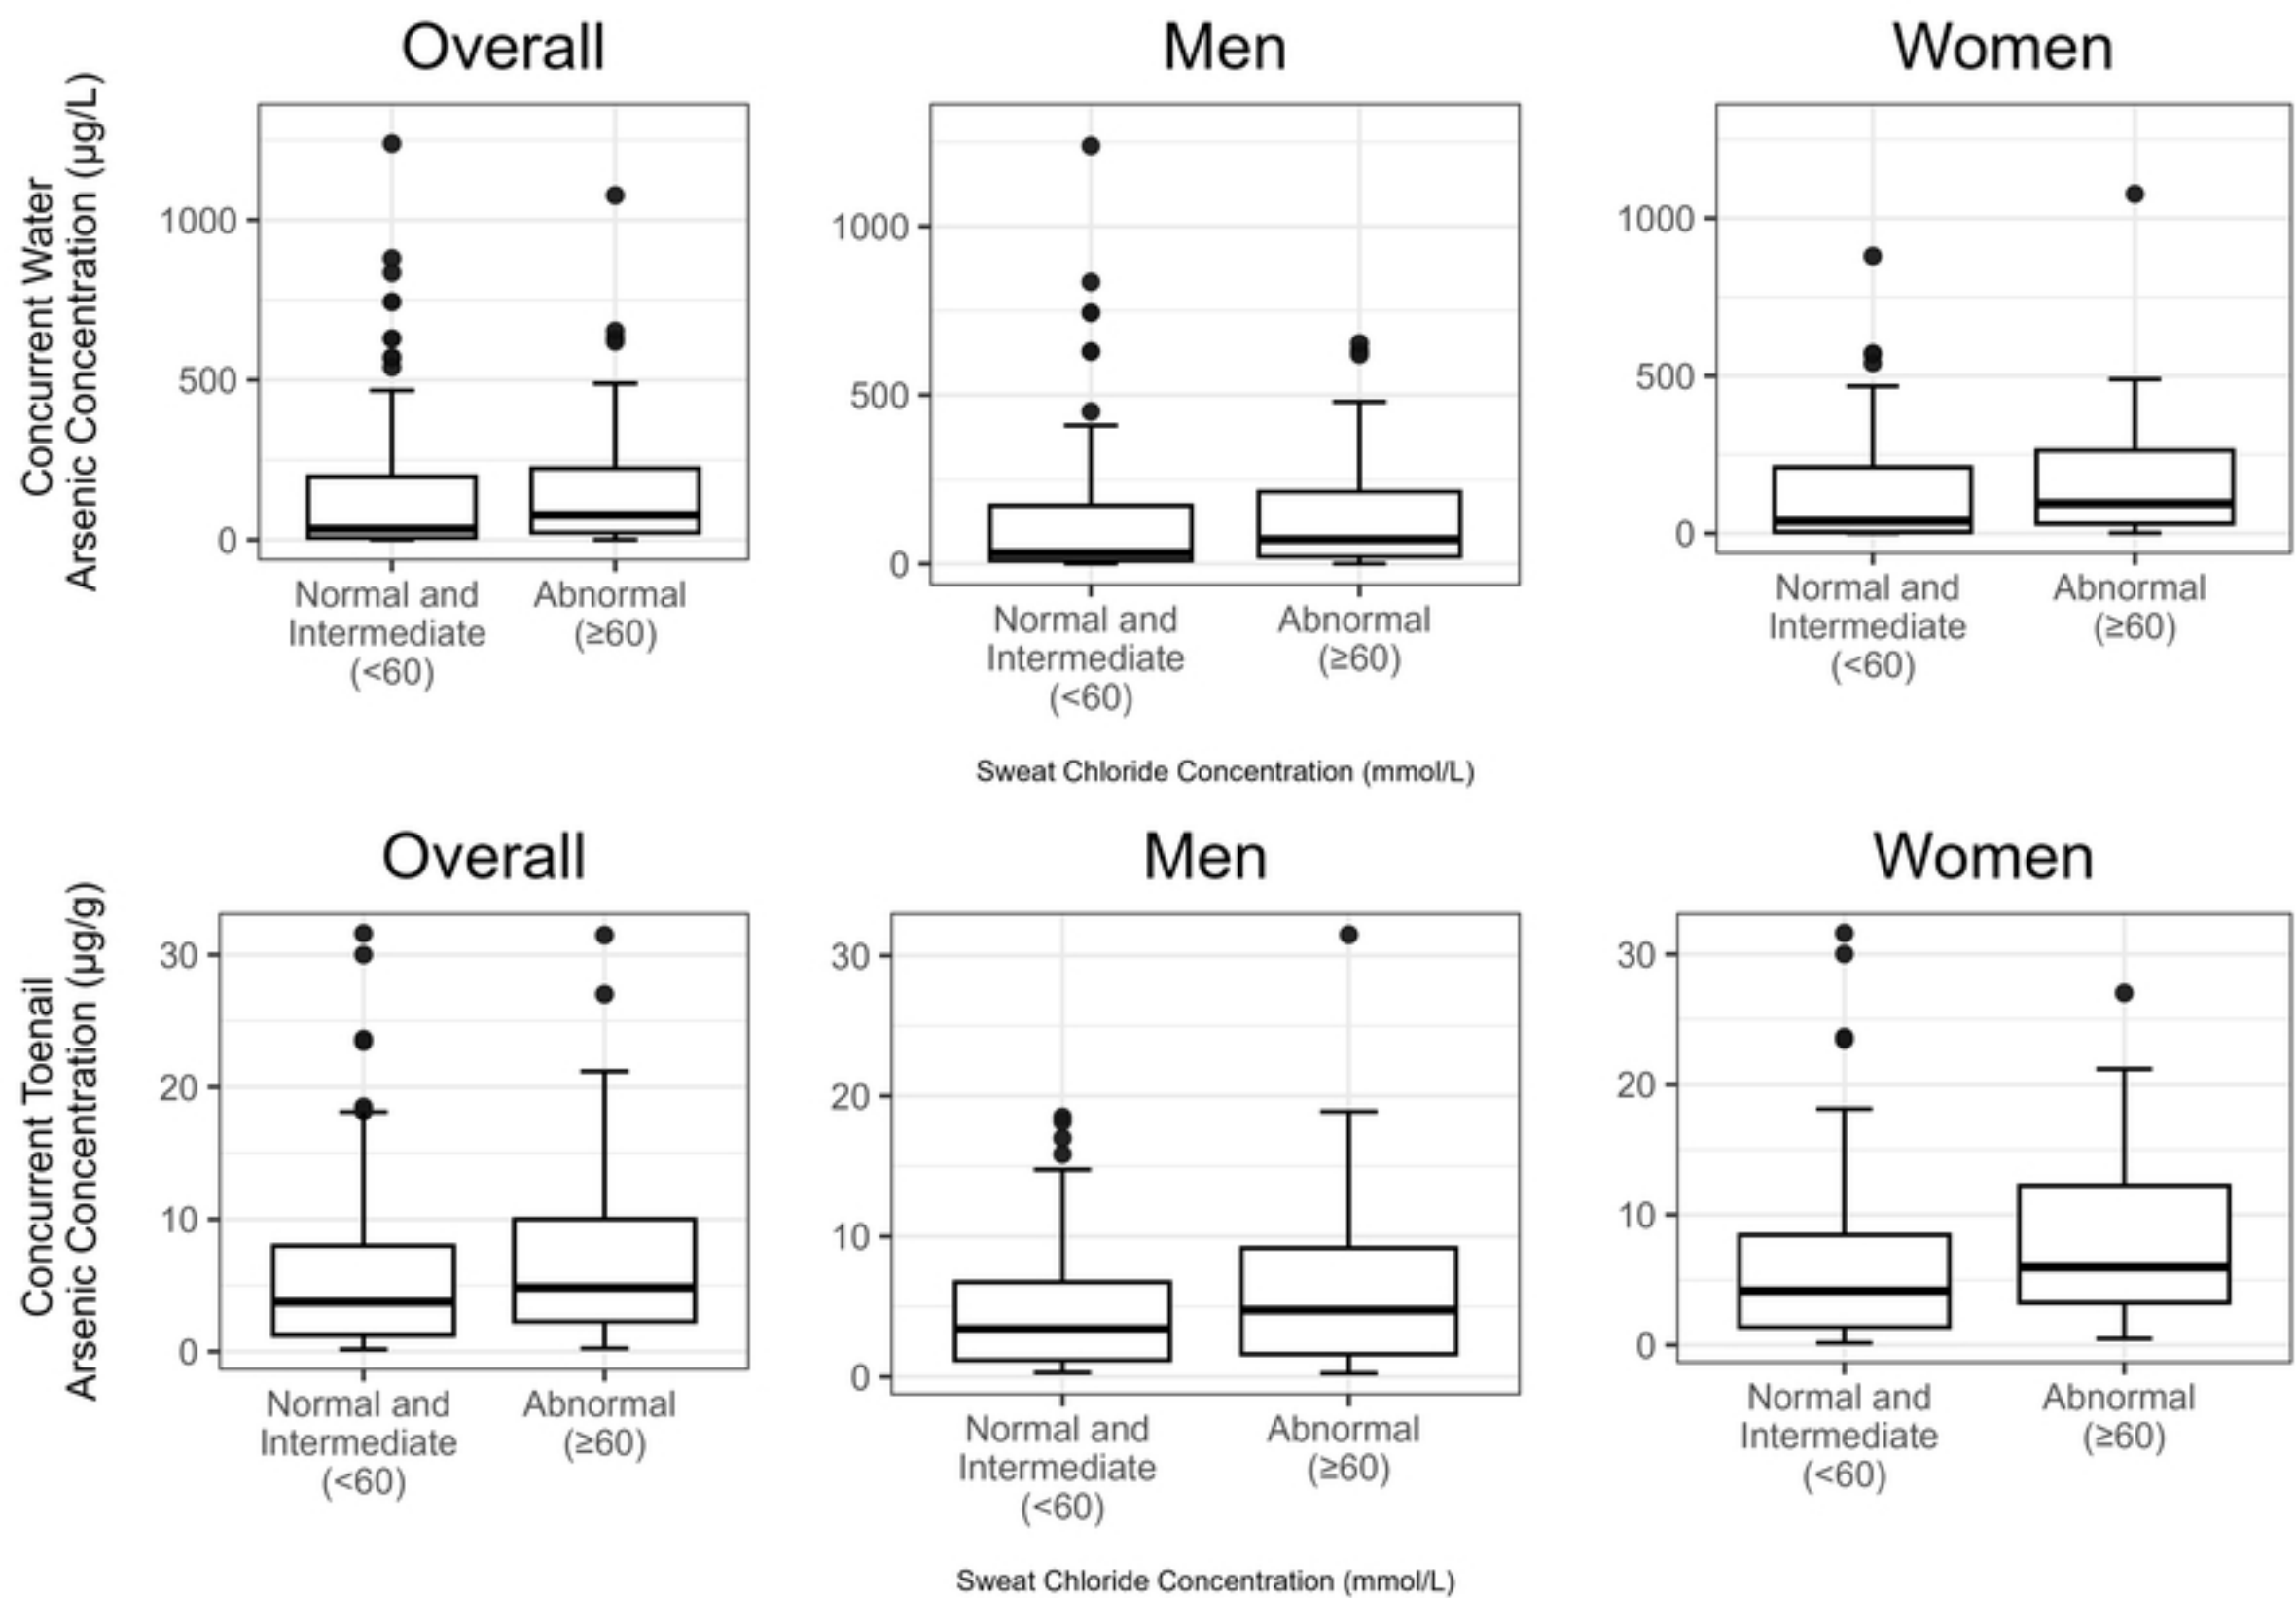 Overall
Men
Women
Concurrent Water
Arsenic Concentration (µg/L)
1000
500
0
Normal and
Intermediate
(<60)
Abnormal
(≥60)
1000
500
0
Normal and
Intermediate
(<60)
Abnormal
(≥60)
1000
500
0
Normal and
Intermediate
(<60)
Abnormal
(≥60)
Sweat Chloride Concentration (mmol/L)
Overall
Men
Women
Concurrent Toenail
Arsenic Concentration (µg/g)
30
20
10
0
Normal and
Intermediate
(<60)
Abnormal
(≥60)
30
20
10
0
Normal and
Intermediate
(<60)
Abnormal
(≥60)
30
20
10
0
Normal and
Intermediate
(<60)
Abnormal
(≥60)
Sweat Chloride Concentration (mmol/L)